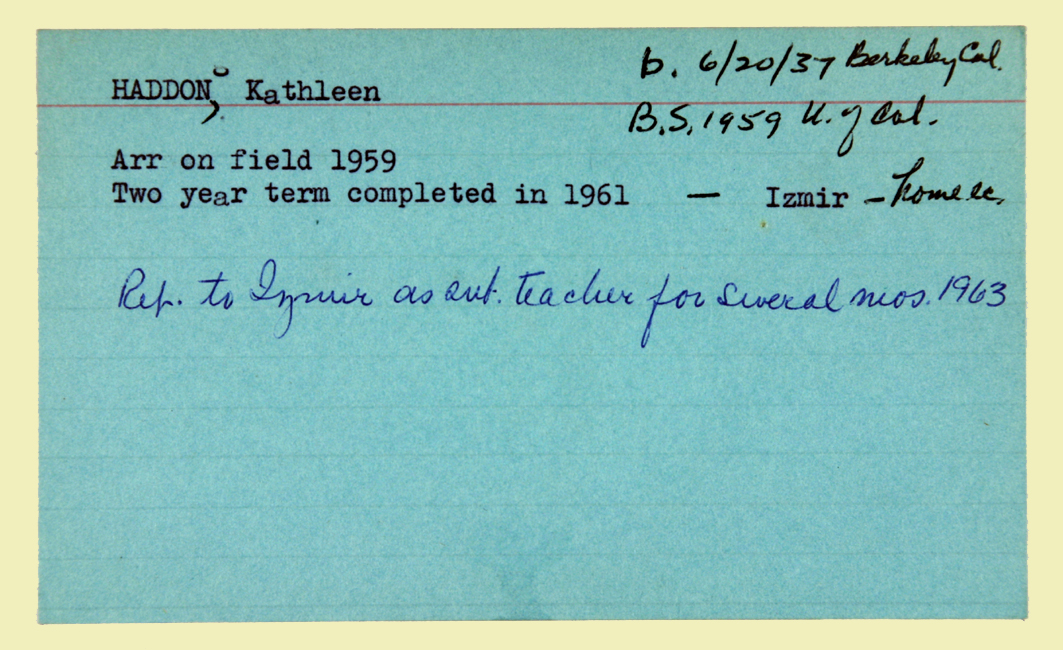 b. 6/20/37 Berkeley Cal.
HADDON, Kathleen
B.S. 1959 U. of Cal.
Arr on field 1959
Two year term completed in 1961 — Izmir – home ec.
to Izmir as sub. teacher for several mos. 1963